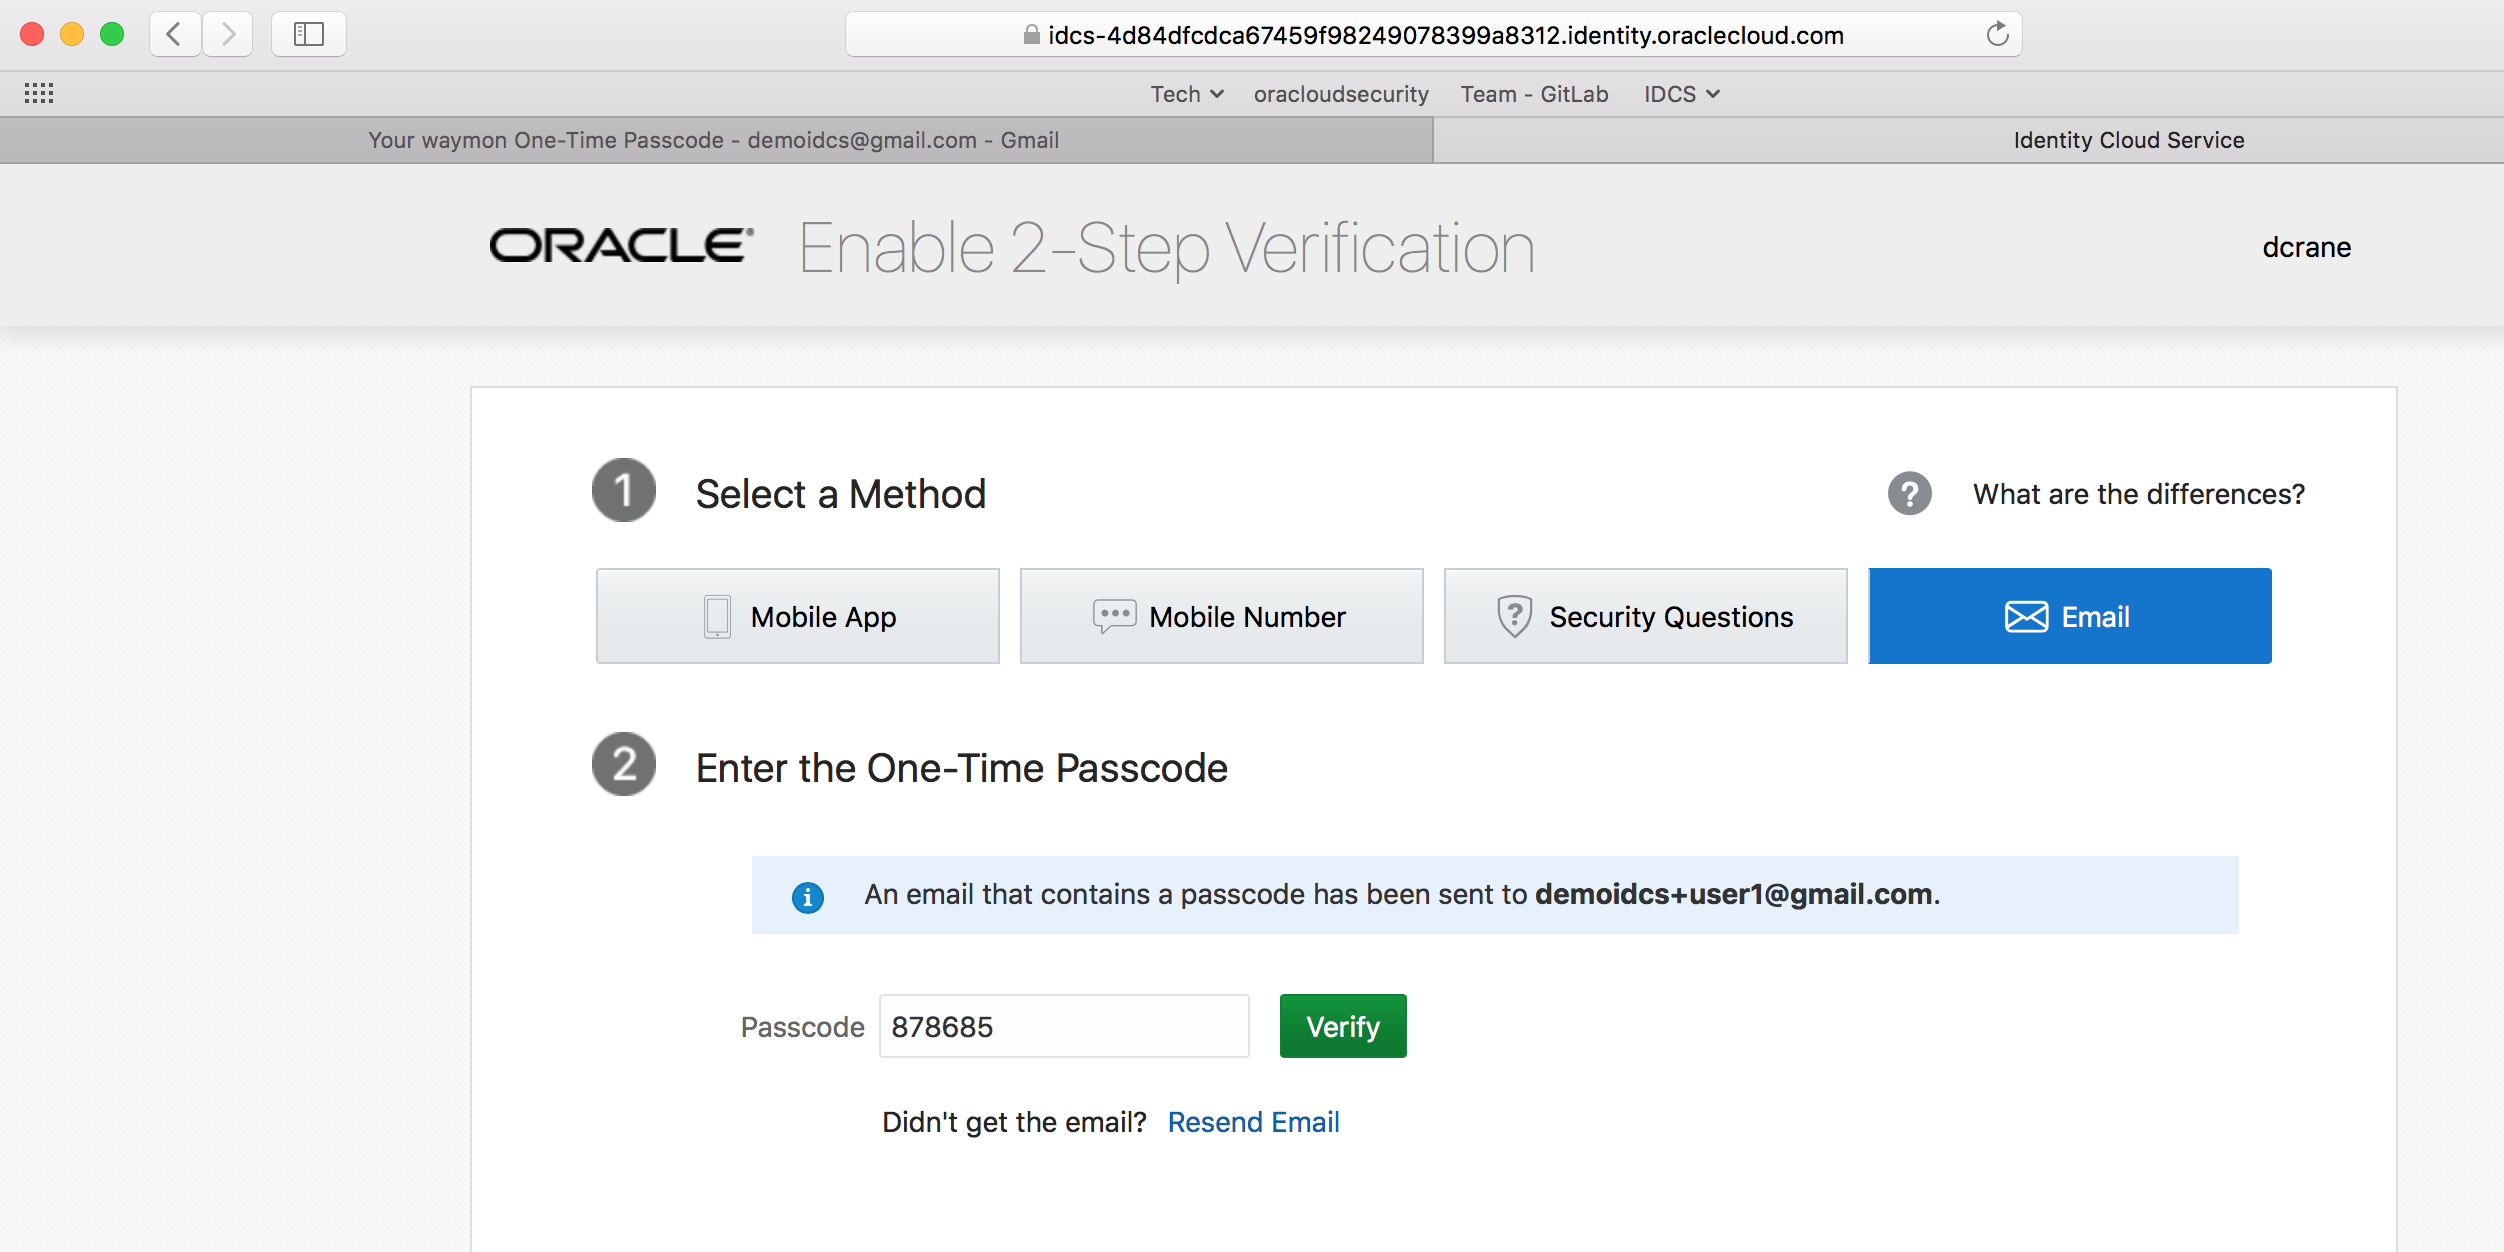 idcs-4d84dfcdca67459f98249078399a8312.identity.oraclecloud.com
Tech oracloudsecurity Team - GitLab IDCS
Your waymon One-Time Passcode - demoidcs@gmail.com - Gmail Identity Cloud Service
ORACLE Enable 2-Step Verification dcrane
1 Select a Method ? What are the differences?
Mobile App Mobile Number Security Questions Email
2 Enter the One-Time Passcode
An email that contains a passcode has been sent to demoidcs+user1@gmail.com.
Passcode 878685 Verify
Didn't get the email? Resend Email